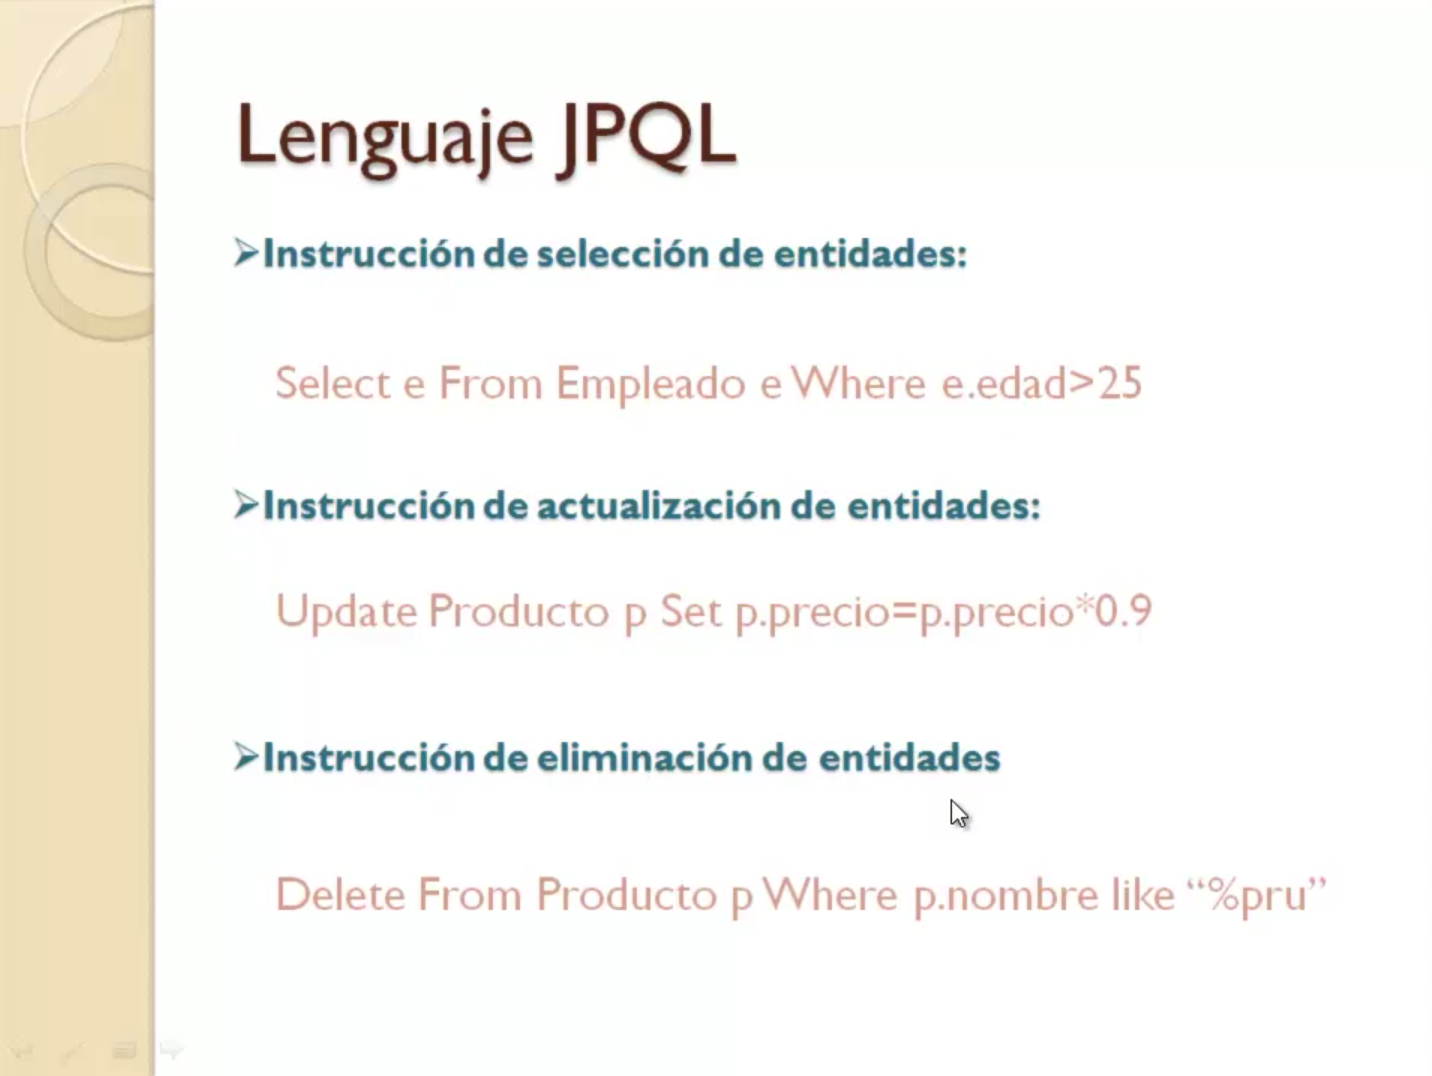 Lenguaje JPQL
➢Instrucción de selección de entidades:
Select e From Empleado e Where e.edad>25
➢Instrucción de actualización de entidades:
Update Producto p Set p.precio=p.precio*0.9
➢Instrucción de eliminación de entidades
Delete From Producto p Where p.nombre like “%pru”